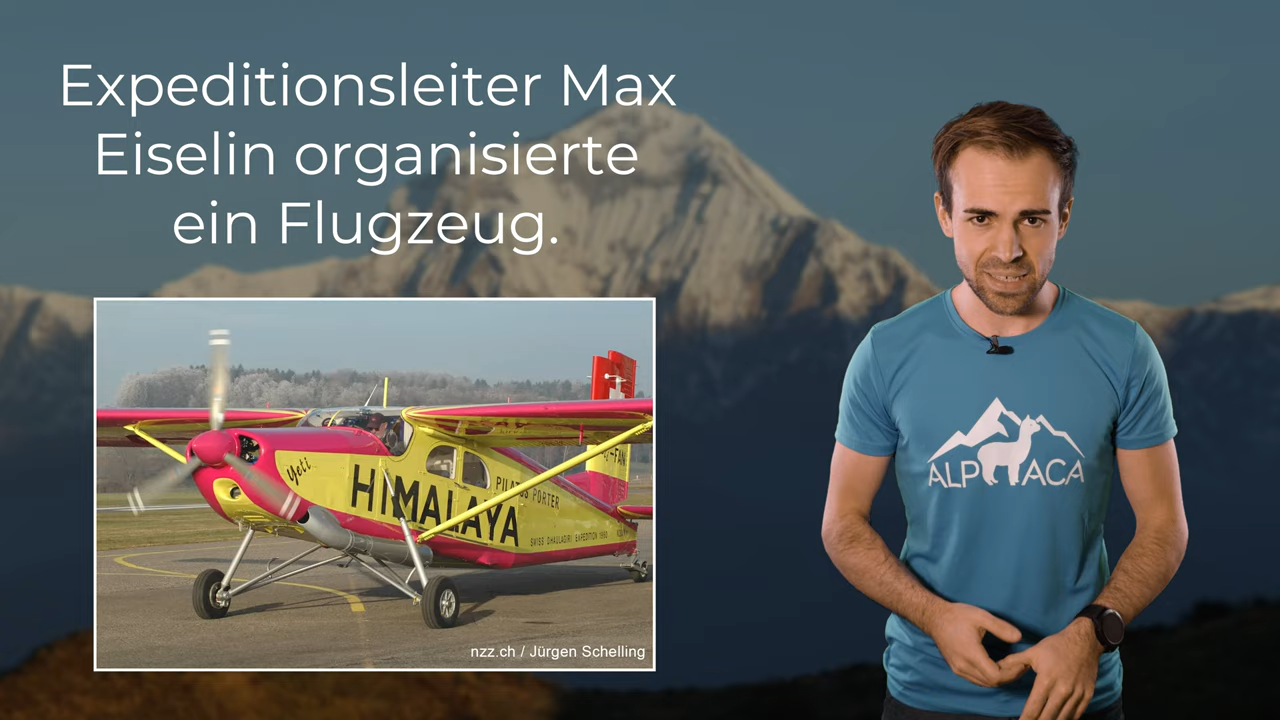 Expeditionsleiter Max
Eiselin organisierte
ein Flugzeug.
Yeti
HIMALAYA
PILATUS PORTER
SWISS DHAULAGIRI EXPEDITION 1960
nzz.ch / Jürgen Schelling
ALPACA